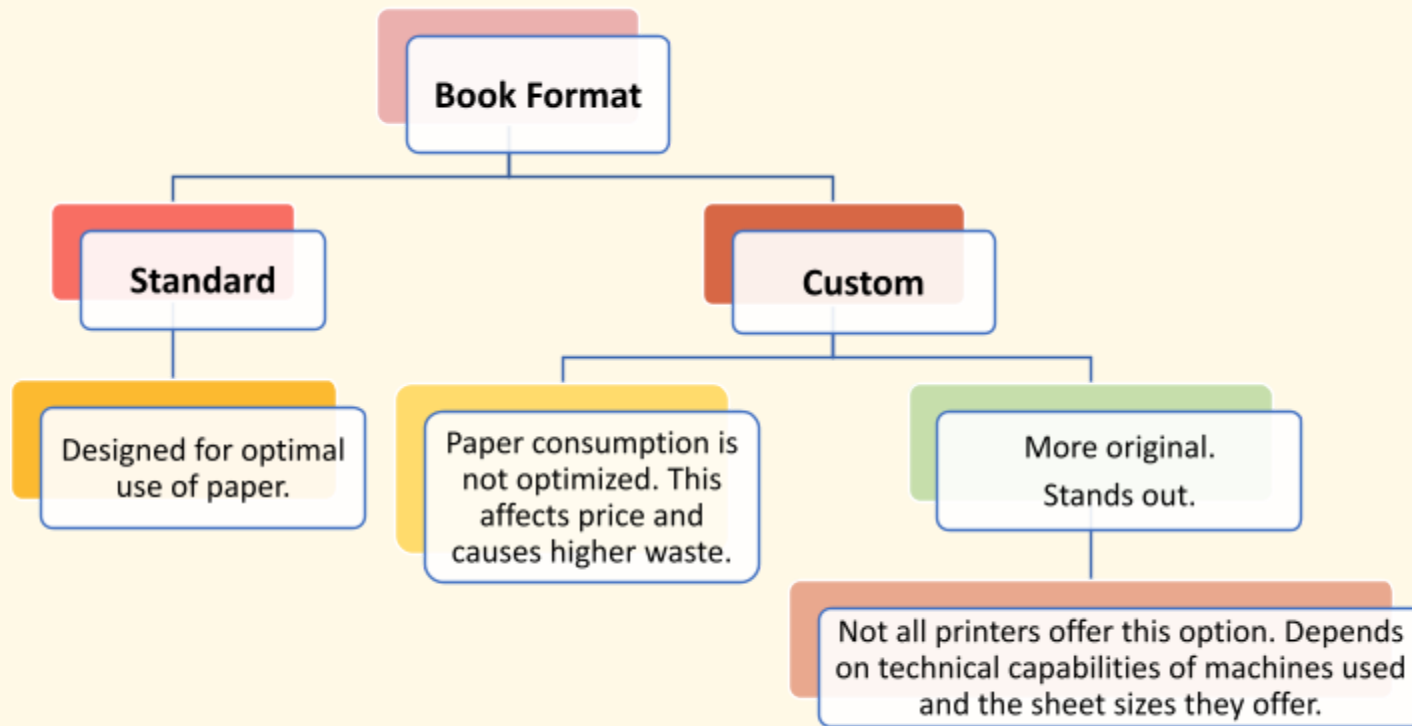 Book Format
Standard
Custom
Designed for optimal
use of paper.
Paper consumption is
not optimized. This
affects price and
causes higher waste.
More original.
Stands out.
Not all printers offer this option. Depends
on technical capabilities of machines used
and the sheet sizes they offer.